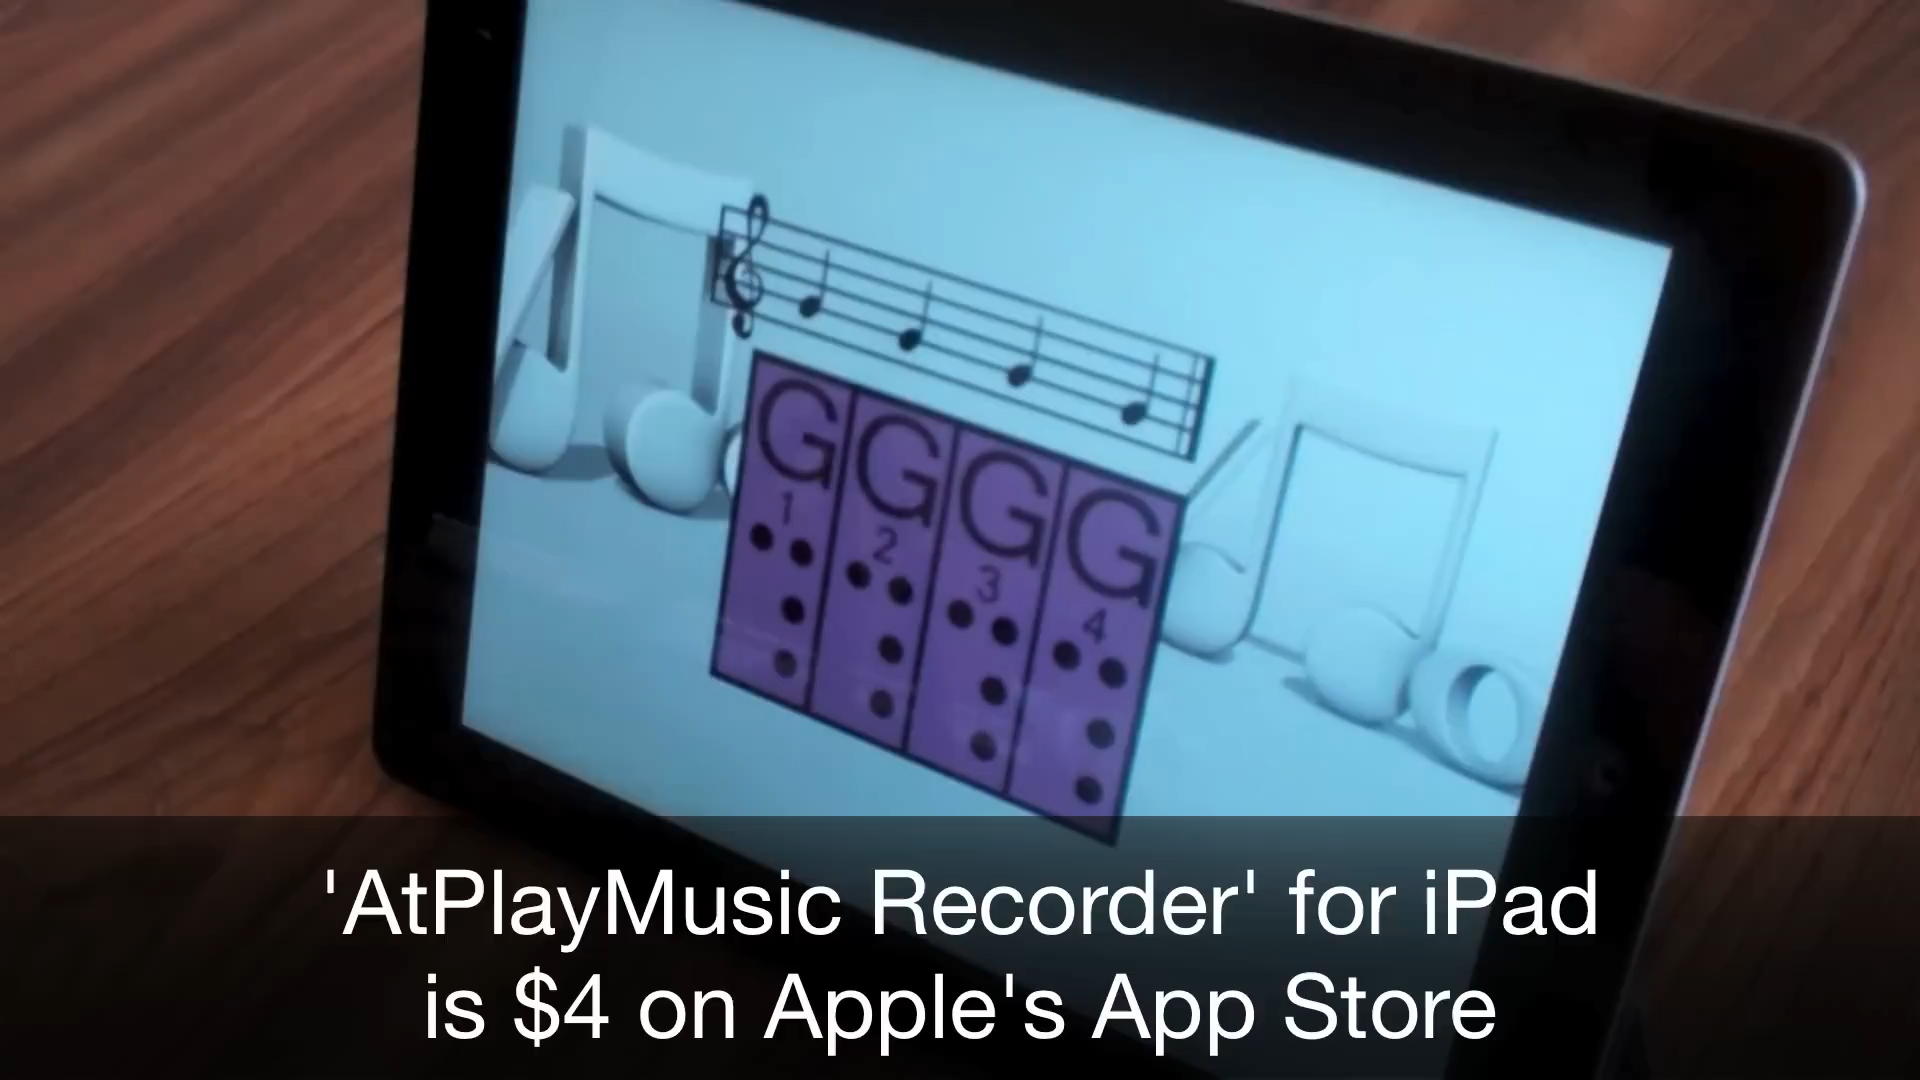 G G G G
1 2 3 4
'AtPlayMusic Recorder' for iPad
is $4 on Apple's App Store